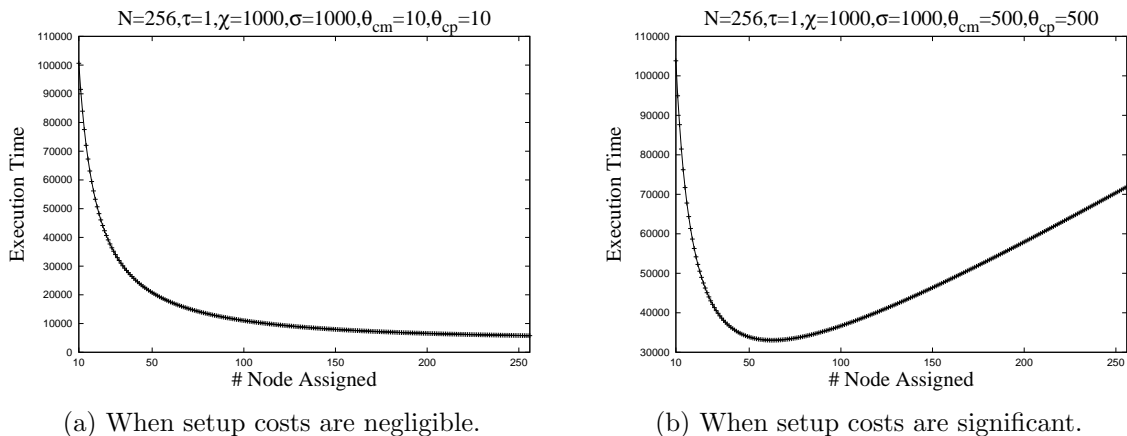 N=256,τ=1,χ=1000,σ=1000,θcm=10,θcp=10
110000
100000
90000
80000
70000
60000
50000
40000
30000
20000
10000
0
Execution Time
10 50 100 150 200 250
# Node Assigned
(a) When setup costs are negligible.
N=256,τ=1,χ=1000,σ=1000,θcm=500,θcp=500
110000
100000
90000
80000
70000
60000
50000
40000
30000
Execution Time
10 50 100 150 200 250
# Node Assigned
(b) When setup costs are significant.